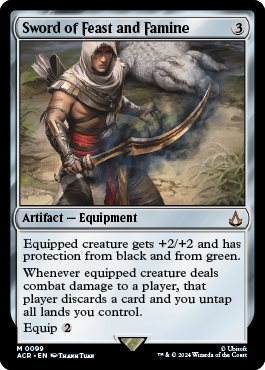 Sword of Feast and Famine 3
Artifact — Equipment
Equipped creature gets +2/+2 and has
protection from black and from green.
Whenever equipped creature deals
combat damage to a player, that
player discards a card and you untap
all lands you control.
Equip 2
M 0099 © Ubisoft
ACR • EN Thanh Tuan ™ & © 2024 Wizards of the Coast